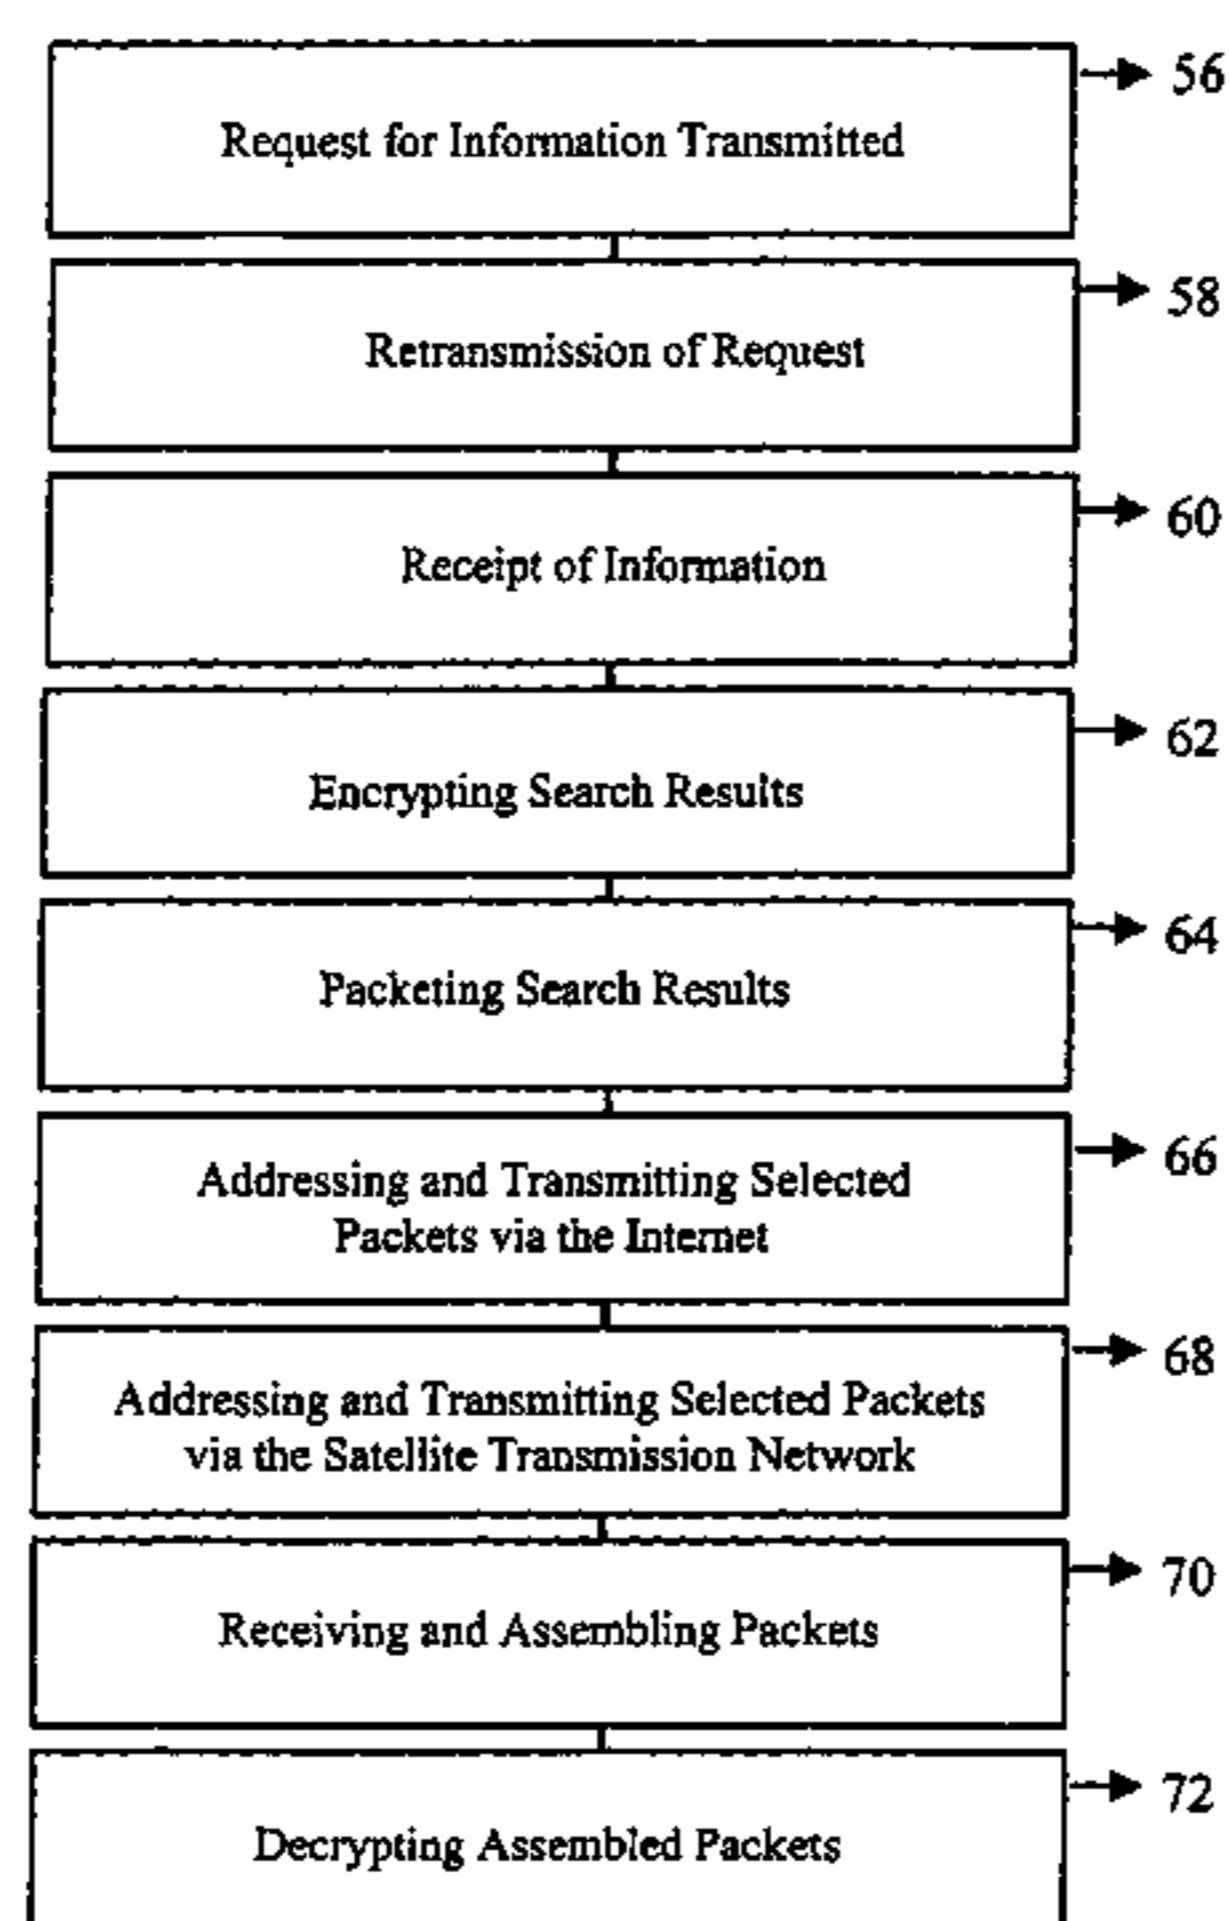 56
Request for Information Transmitted
58
Retransmission of Request
60
Receipt of Information
62
Encrypting Search Results
64
Packeting Search Results
66
Addressing and Transmitting Selected
Packets via the Internet
68
Addressing and Transmitting Selected Packets
via the Satellite Transmission Network
70
Receiving and Assembling Packets
72
Decrypting Assembled Packets